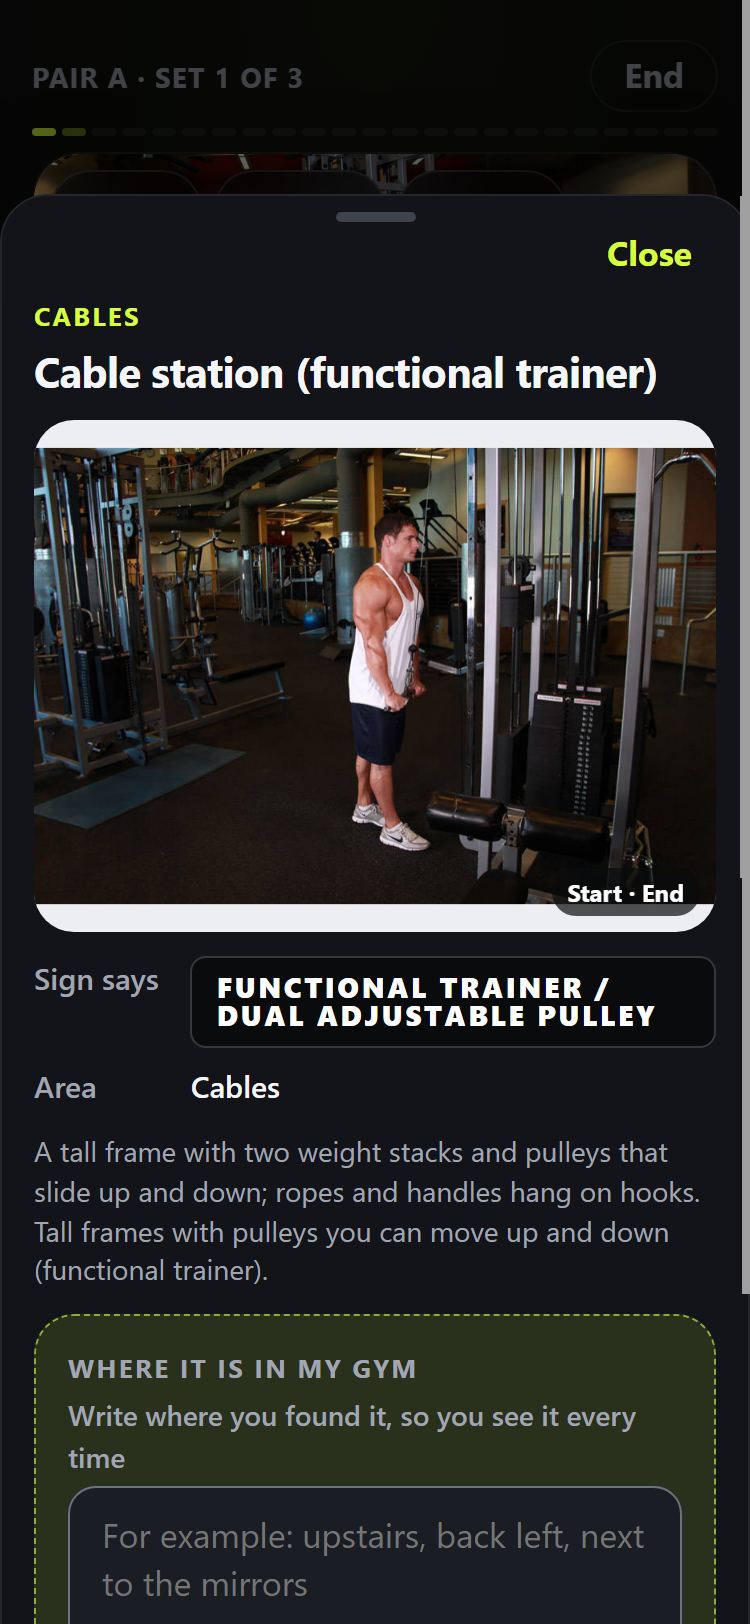 PAIR A · SET 1 OF 3
End
Close
CABLES
Cable station (functional trainer)
Start · End
Sign says
FUNCTIONAL TRAINER /
DUAL ADJUSTABLE PULLEY
Area
Cables
A tall frame with two weight stacks and pulleys that
slide up and down; ropes and handles hang on hooks.
Tall frames with pulleys you can move up and down
(functional trainer).
WHERE IT IS IN MY GYM
Write where you found it, so you see it every
time
For example: upstairs, back left, next
to the mirrors